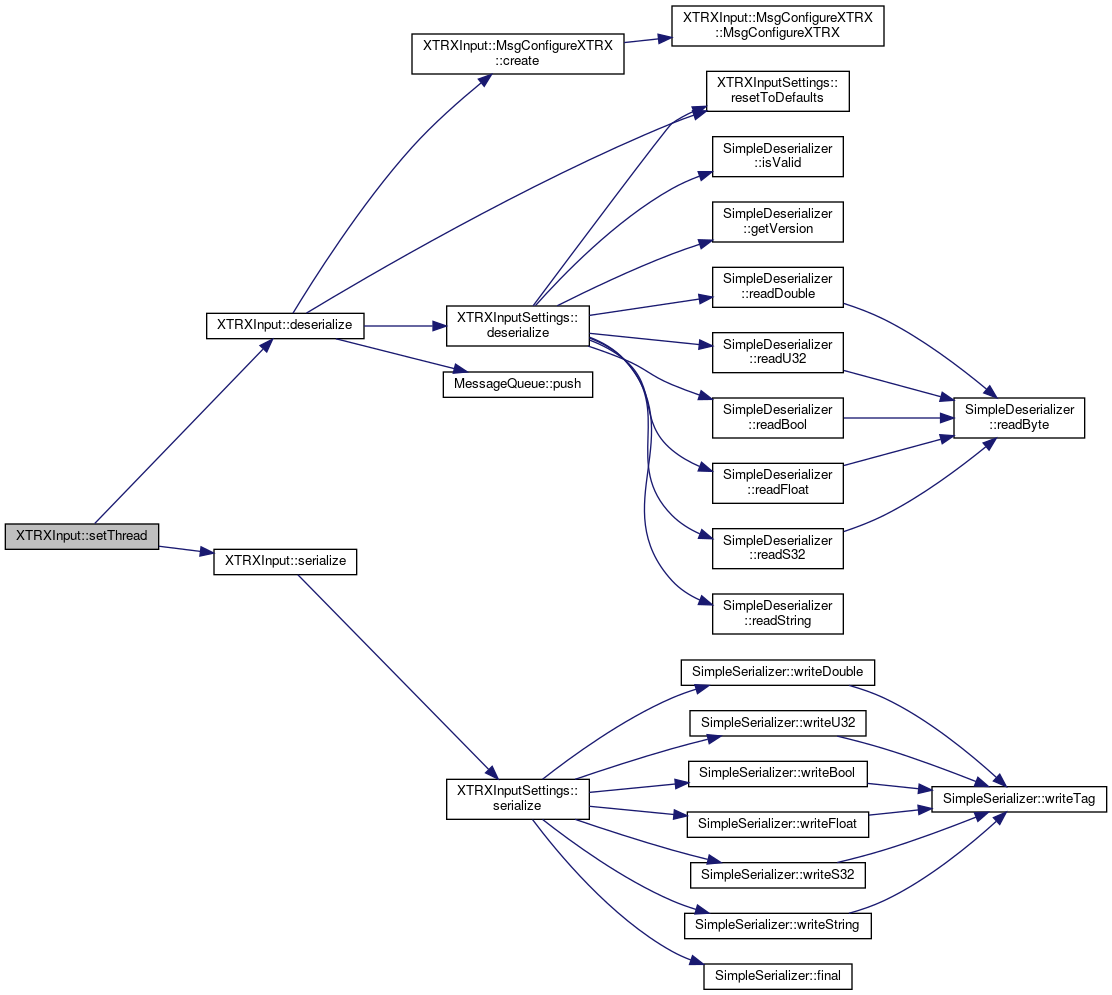 XTRXInput::MsgConfigureXTRX
::MsgConfigureXTRX
XTRXInput::MsgConfigureXTRX
::create
XTRXInputSettings::
resetToDefaults
SimpleDeserializer
::isValid
SimpleDeserializer
::getVersion
SimpleDeserializer
::readDouble
XTRXInput::deserialize
XTRXInputSettings::
deserialize
SimpleDeserializer
::readU32
MessageQueue::push
SimpleDeserializer
::readBool
SimpleDeserializer
::readByte
SimpleDeserializer
::readFloat
XTRXInput::setThread
SimpleDeserializer
::readS32
XTRXInput::serialize
SimpleDeserializer
::readString
SimpleSerializer::writeDouble
SimpleSerializer::writeU32
SimpleSerializer::writeBool
XTRXInputSettings::
serialize
SimpleSerializer::writeTag
SimpleSerializer::writeFloat
SimpleSerializer::writeS32
SimpleSerializer::writeString
SimpleSerializer::final